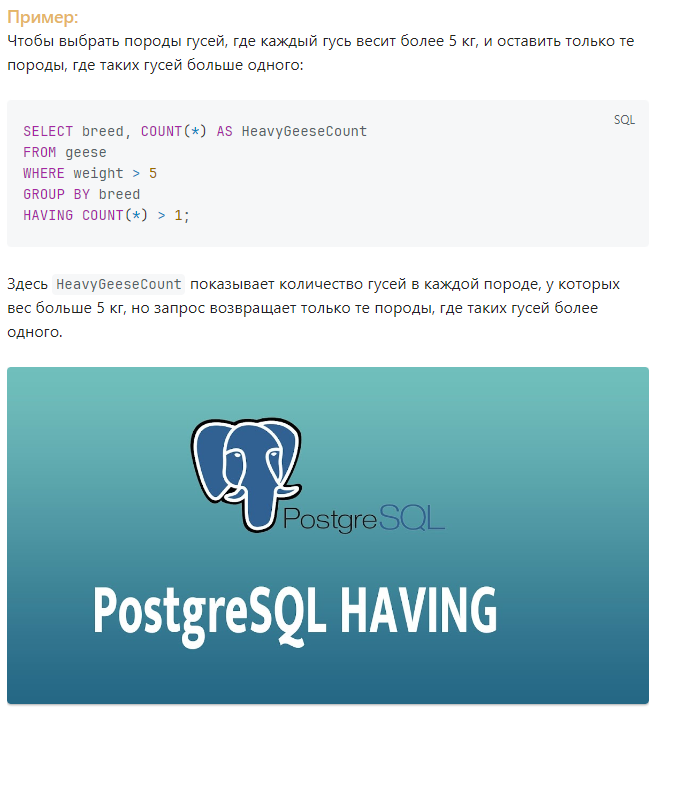 Пример:
Чтобы выбрать породы гусей, где каждый гусь весит более 5 кг, и оставить только те
породы, где таких гусей больше одного:
SQL
SELECT breed, COUNT(*) AS HeavyGeeseCount
FROM geese
WHERE weight > 5
GROUP BY breed
HAVING COUNT(*) > 1;
Здесь HeavyGeeseCount показывает количество гусей в каждой породе, у которых
вес больше 5 кг, но запрос возвращает только те породы, где таких гусей более
одного.
PostgreSQL
PostgreSQL HAVING